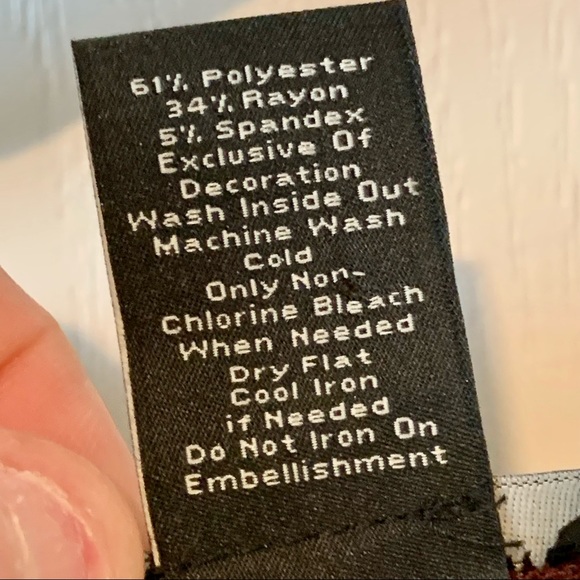 61% Polyester
34% Rayon
5% Spandex
Exclusive Of
Decoration
Wash Inside Out
Machine Wash
Cold
Only Non-
Chlorine Bleach
When Needed
Dry Flat
Cool Iron
if Needed
Do Not Iron On
Embellishment